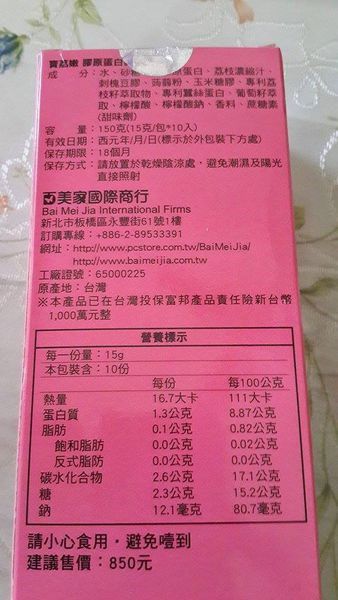 寶喆嫩 膠原蛋白
成 分：水、砂糖、膠原蛋白、荔枝濃縮汁、
刺槐豆膠、蒟蒻粉、玉米糖膠、專利荔
枝籽萃取物、專利蠶絲蛋白、葡萄籽萃
取、檸檬酸、檸檬酸鈉、香料、蔗糖素
(甜味劑)
容 量：150克(15克/包*10入)
有效日期：西元年/月/日(標示於外包裝下方處)
保存期限：18個月
保存方式：請放置於乾燥陰涼處，避免潮濕及陽光
直接照射
美家國際商行
Bai Mei Jia International Firms
新北市板橋區永豐街61號1樓
訂購專線：+886-2-89533391
網址：http://www.pcstore.com.tw/BaiMeiJia/
http://www.baimeijia.com.tw
工廠證號：65000225
原產地：台灣
※本產品已在台灣投保富邦產品責任險新台幣
1,000萬元整
營養標示
每一份量：15g
本包裝含：10份
每份 每100公克
熱量 16.7大卡 111大卡
蛋白質 1.3公克 8.87公克
脂肪 0.1公克 0.82公克
飽和脂肪 0.0公克 0.02公克
反式脂肪 0.0公克 0.0公克
碳水化合物 2.6公克 17.1公克
糖 2.3公克 15.2公克
鈉 12.1毫克 80.7毫克
請小心食用，避免噎到
建議售價：850元